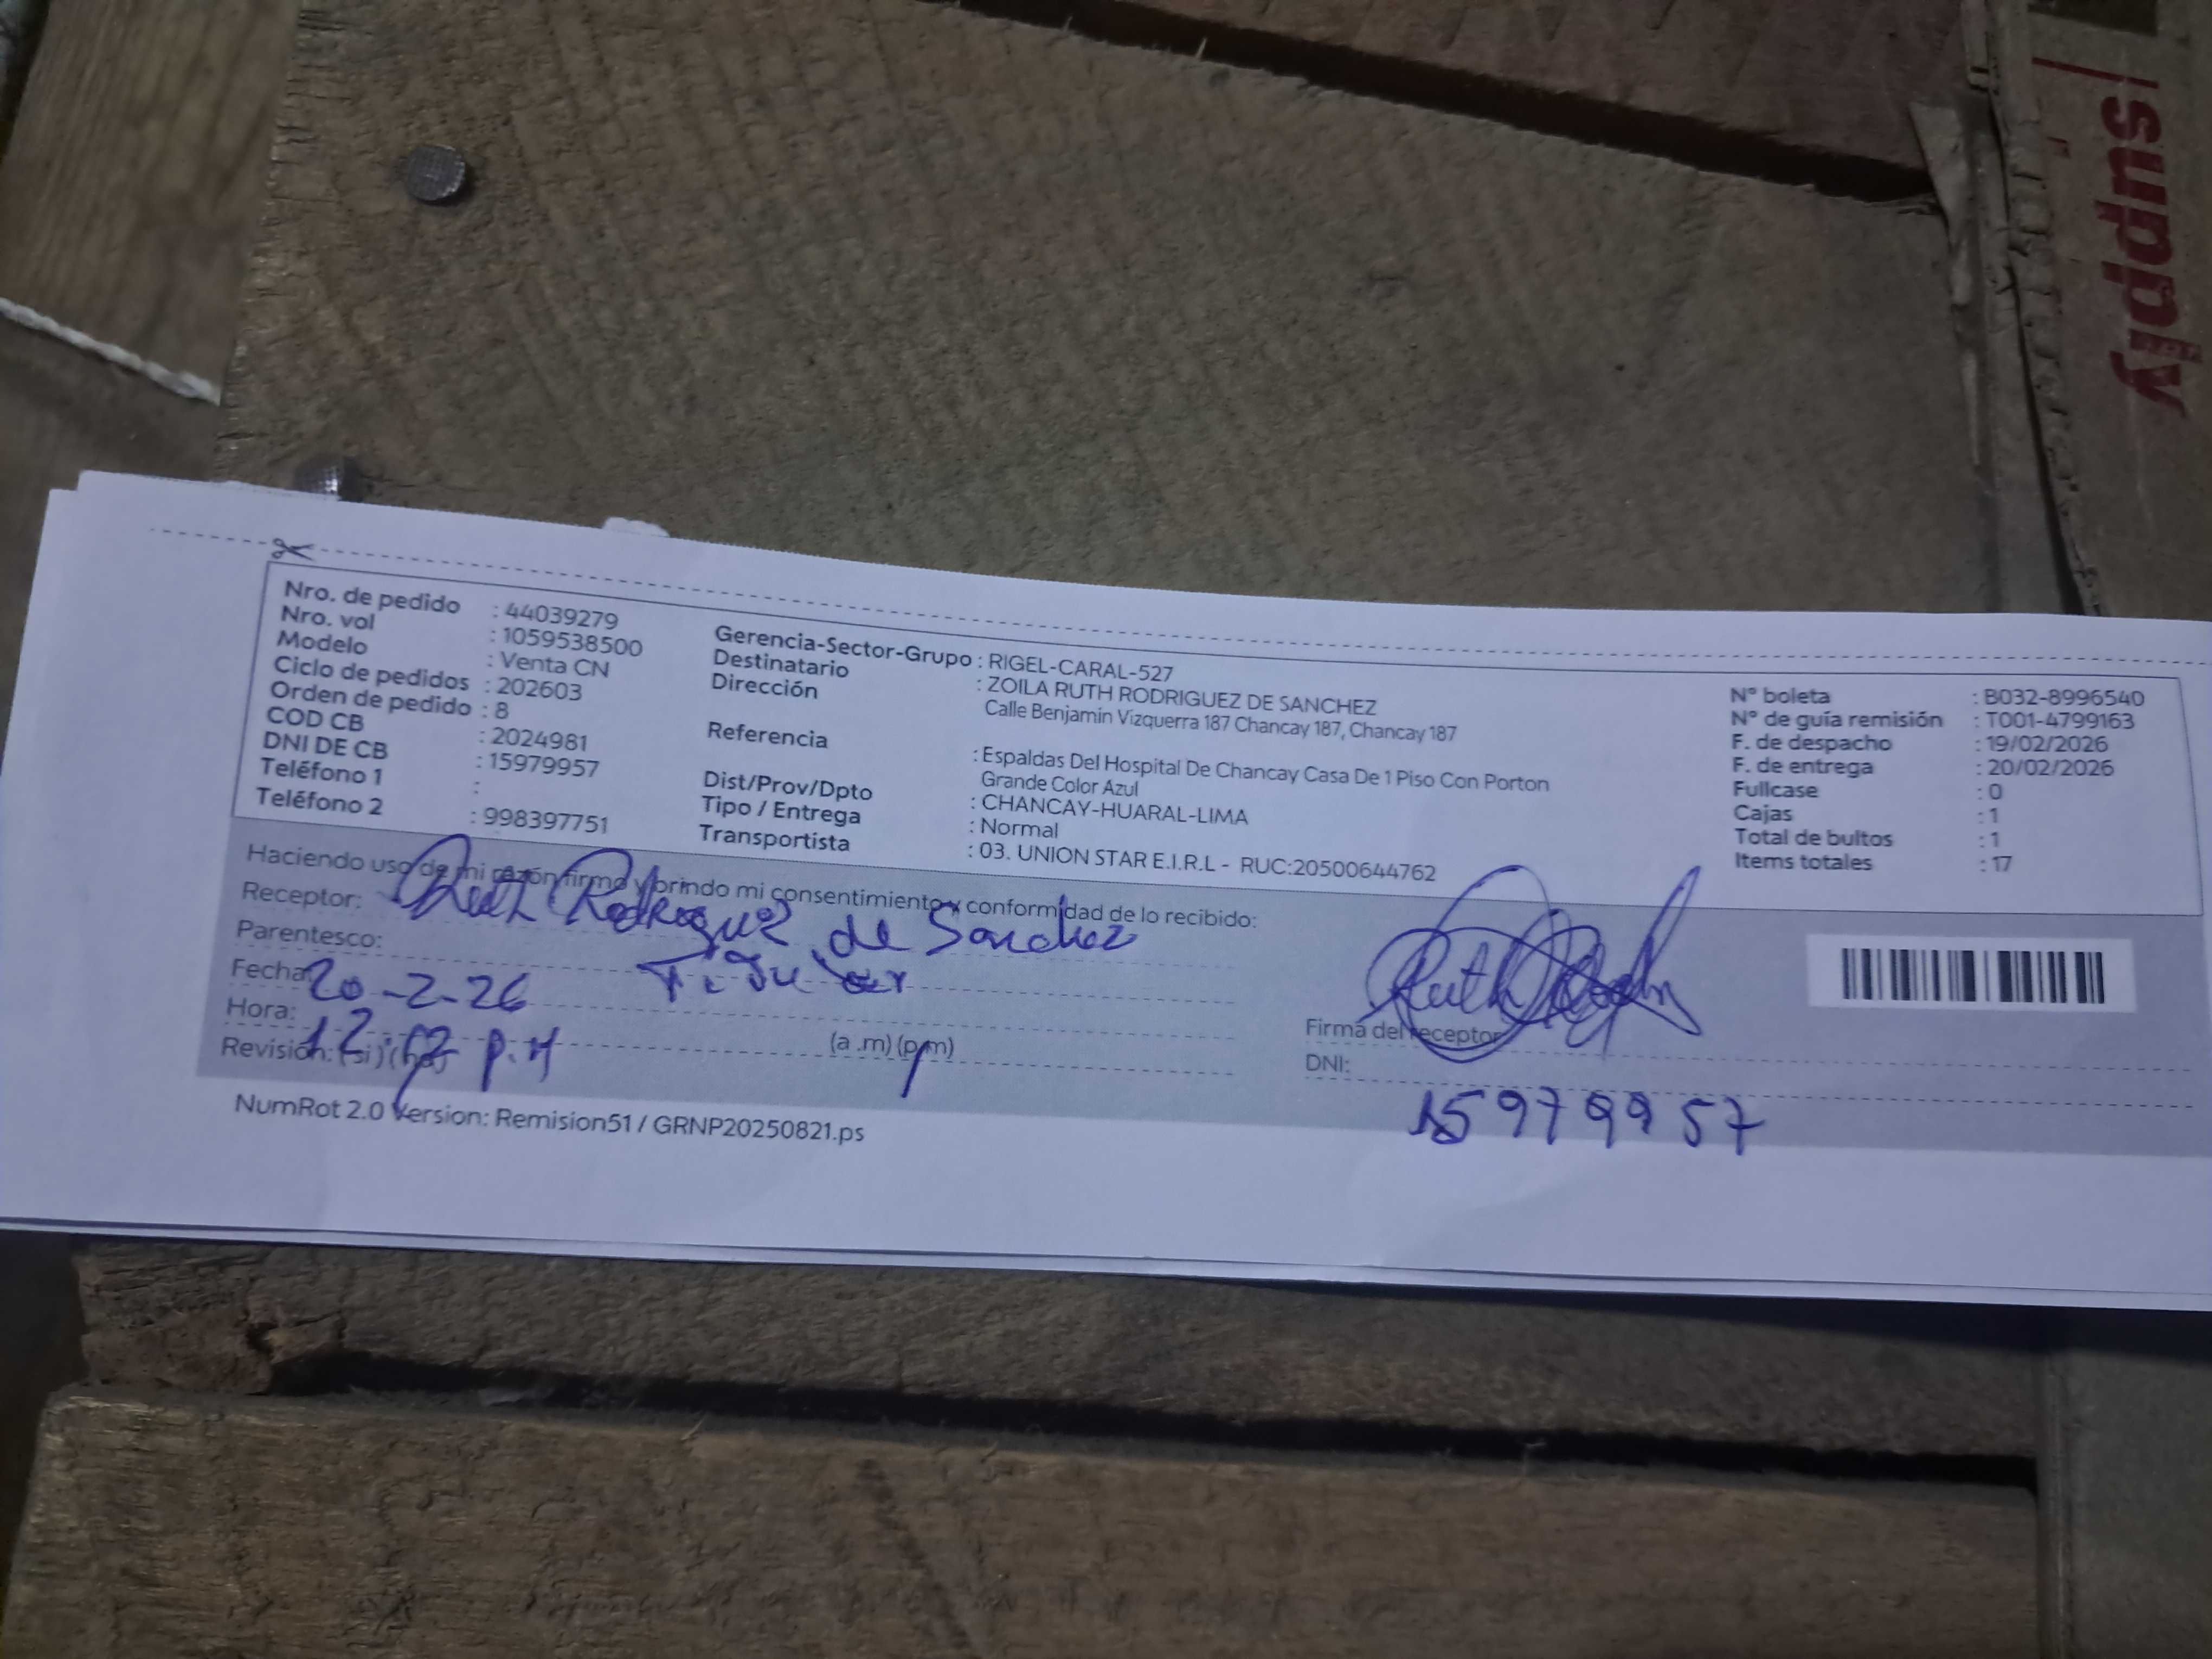 supply
Nro. de pedido : 44039279
Nro. vol : 1059538500
Modelo : Venta CN
Ciclo de pedidos : 202603
Orden de pedido : 8
COD CB : 2024981
DNI DE CB : 15979957
Teléfono 1 :
Teléfono 2 : 998397751
Gerencia-Sector-Grupo : RIGEL-CARAL-527
Destinatario : ZOILA RUTH RODRIGUEZ DE SANCHEZ
Dirección Calle Benjamin Vizquerra 187 Chancay 187, Chancay 187
Referencia : Espaldas Del Hospital De Chancay Casa De 1 Piso Con Porton
Grande Color Azul
Dist/Prov/Dpto : CHANCAY-HUARAL-LIMA
Tipo / Entrega : Normal
Transportista : 03. UNION STAR E.I.R.L - RUC:20500644762
N° boleta : B032-8996540
N° de guía remisión : T001-4799163
F. de despacho : 19/02/2026
F. de entrega : 20/02/2026
Fullcase : 0
Cajas : 1
Total de bultos : 1
Items totales : 17
Haciendo uso de mi razón firmo y brindo mi consentimiento y conformidad de lo recibido:
Receptor: Ruth Rodriguez de Sanchez
Parentesco: Titular
Fecha: 20-2-26
Hora: 12: p.M (a .m) (p.m)
Revisión: (si) (no)
Firma del receptor
DNI:
15979957
NumRot 2.0 Version: Remision51 / GRNP20250821.ps